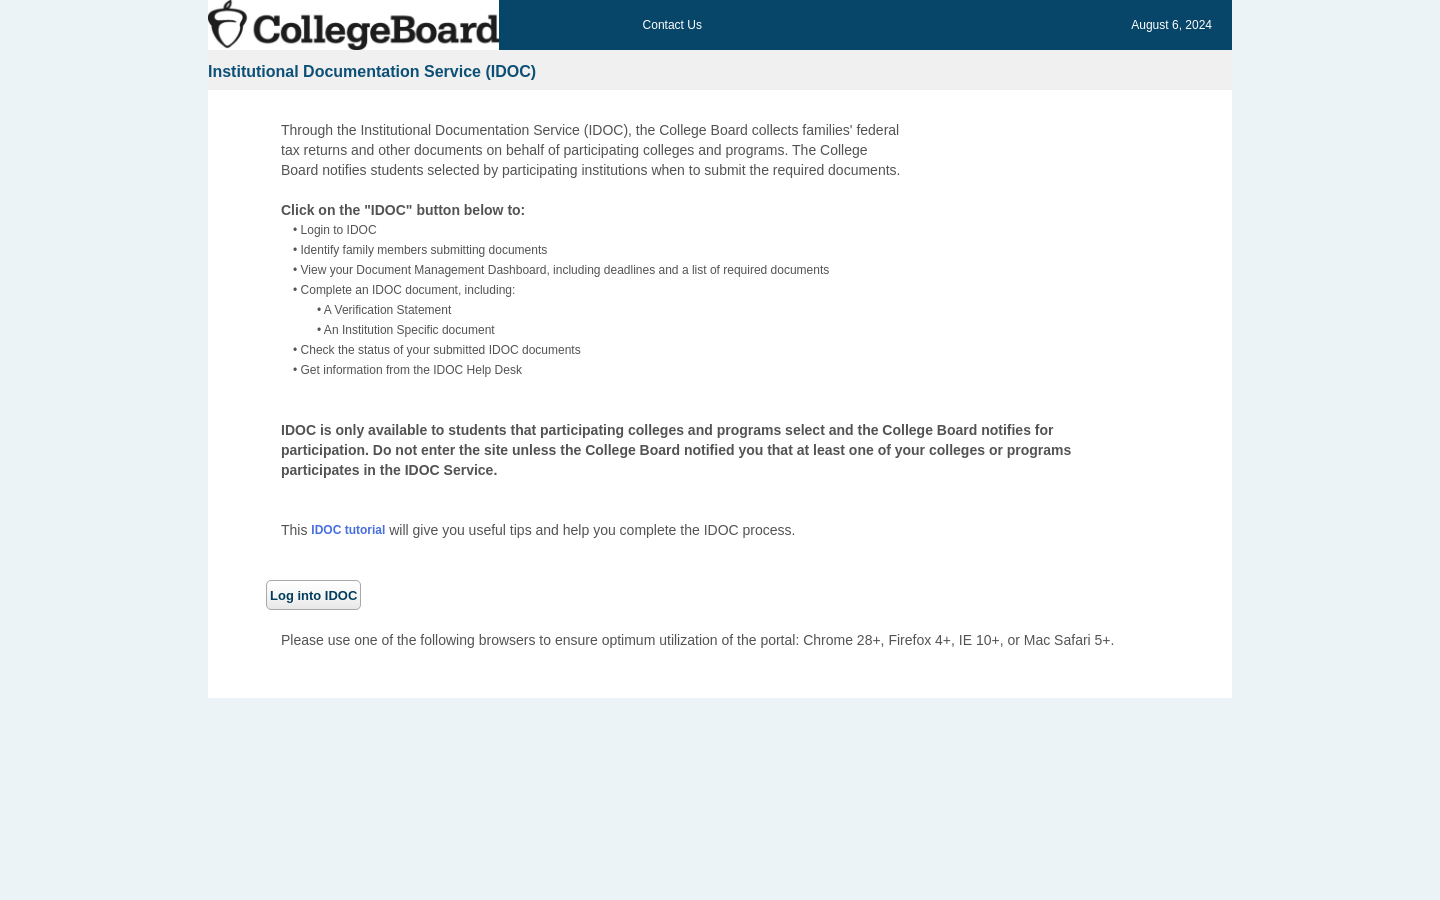 CollegeBoard
Contact Us
August 6, 2024
Institutional Documentation Service (IDOC)
Through the Institutional Documentation Service (IDOC), the College Board collects families' federal
tax returns and other documents on behalf of participating colleges and programs. The College
Board notifies students selected by participating institutions when to submit the required documents.
Click on the "IDOC" button below to:
• Login to IDOC
• Identify family members submitting documents
• View your Document Management Dashboard, including deadlines and a list of required documents
• Complete an IDOC document, including:
• A Verification Statement
• An Institution Specific document
• Check the status of your submitted IDOC documents
• Get information from the IDOC Help Desk
IDOC is only available to students that participating colleges and programs select and the College Board notifies for
participation. Do not enter the site unless the College Board notified you that at least one of your colleges or programs
participates in the IDOC Service.
This IDOC tutorial will give you useful tips and help you complete the IDOC process.
Log into IDOC
Please use one of the following browsers to ensure optimum utilization of the portal: Chrome 28+, Firefox 4+, IE 10+, or Mac Safari 5+.